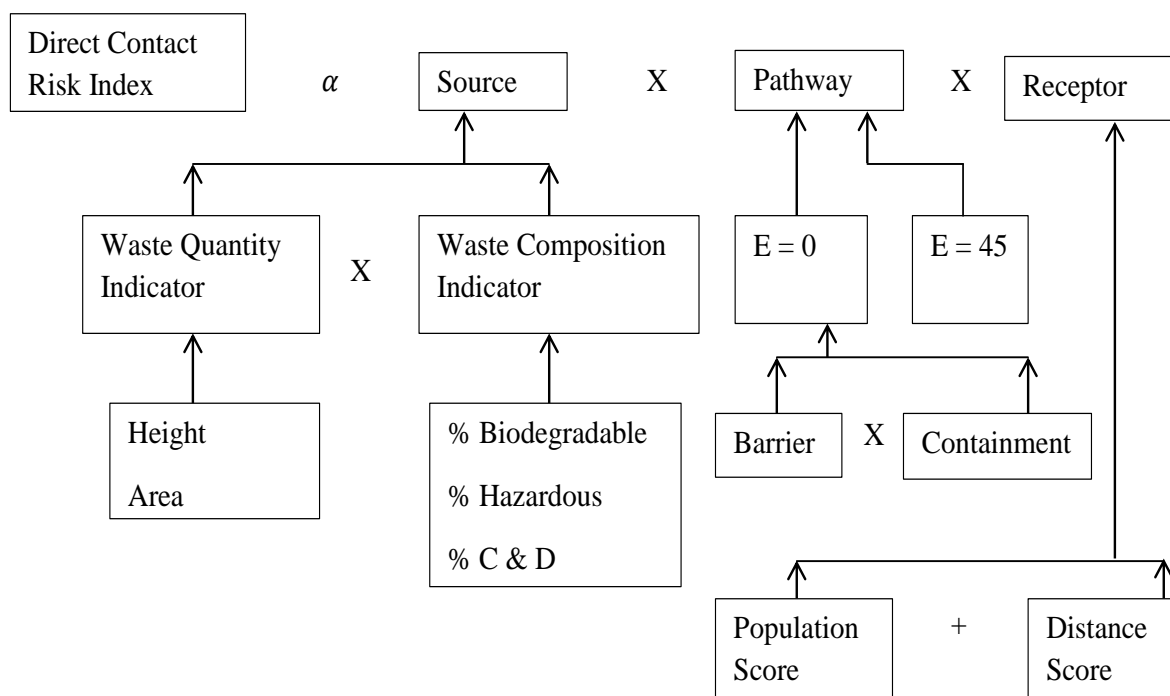 Direct Contact
Risk Index
α
Source
X
Pathway
X
Receptor
Waste Quantity
Indicator
X
Waste Composition
Indicator
E = 0
E = 45
Height
Area
% Biodegradable
% Hazardous
% C & D
Barrier
X
Containment
Population
Score
+
Distance
Score